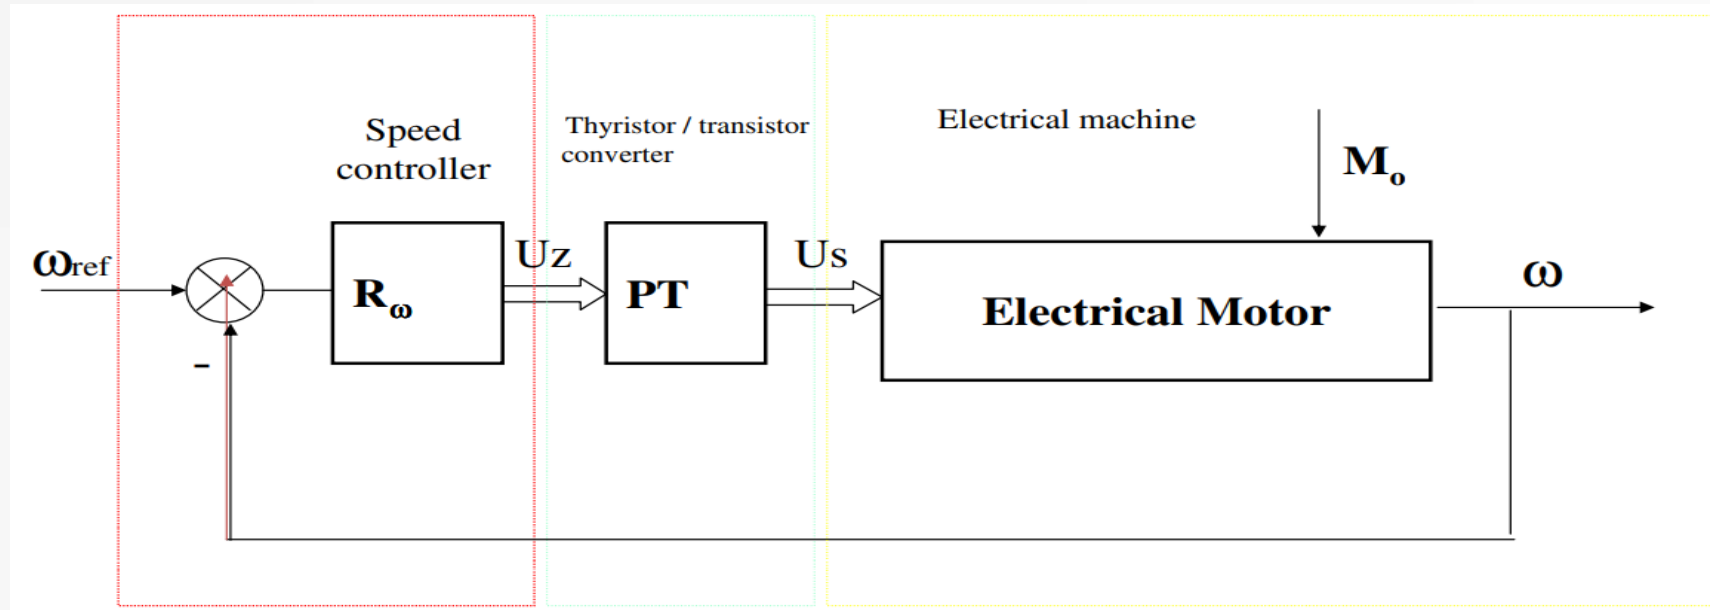 Speed
controller
Thyristor / transistor
converter
Electrical machine
Mo
ωref
Rω
Uz
PT
Us
Electrical Motor
ω
-